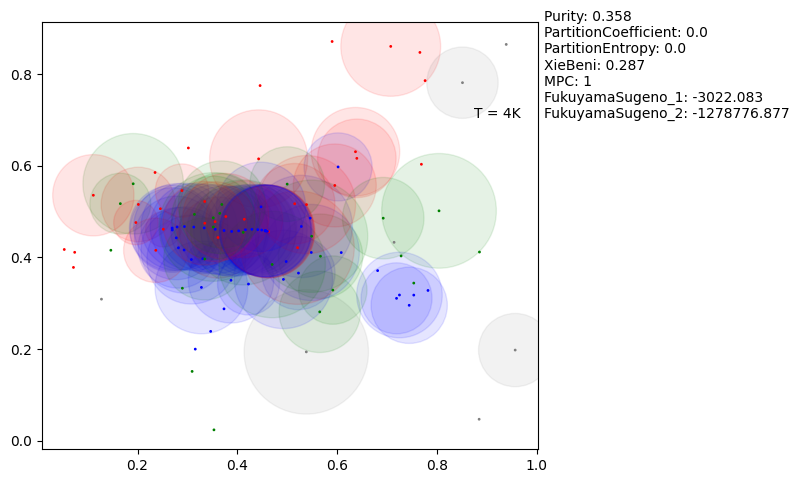 Purity: 0.358
PartitionCoefficient: 0.0
PartitionEntropy: 0.0
XieBeni: 0.287
MPC: 1
FukuyamaSugeno_1: -3022.083
FukuyamaSugeno_2: -1278776.877
T = 4K
0.8
0.6
0.4
0.2
0.0
0.2 0.4 0.6 0.8 1.0